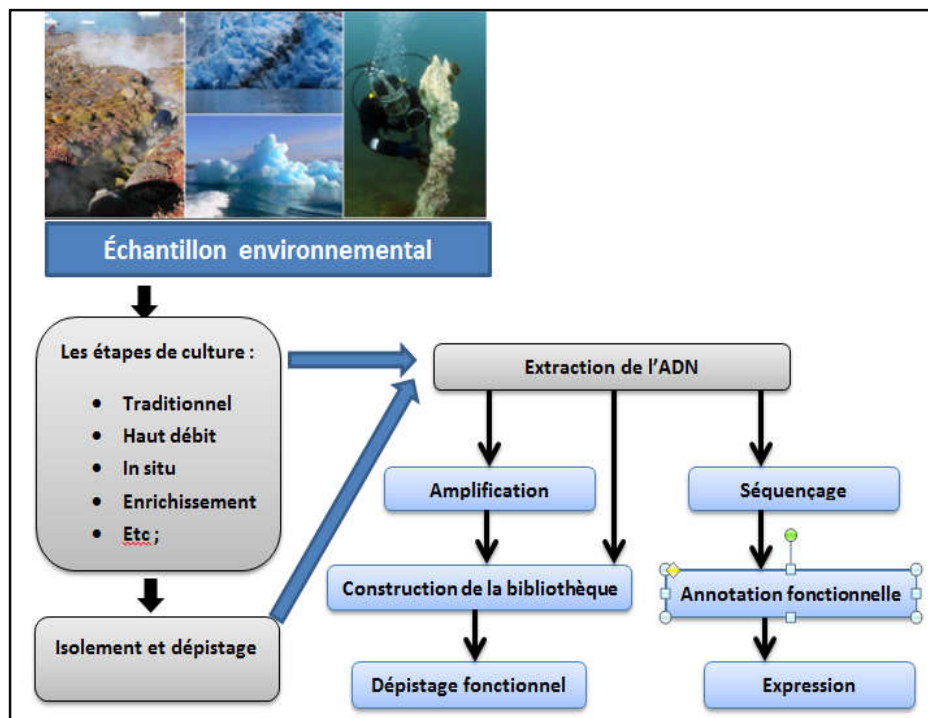 Échantillon environnemental
Les étapes de culture :
• Traditionnel
• Haut débit
• In situ
• Enrichissement
• Etc ;
Isolement et dépistage
Extraction de l’ADN
Amplification
Séquençage
Construction de la bibliothèque
Annotation fonctionnelle
Dépistage fonctionnel
Expression